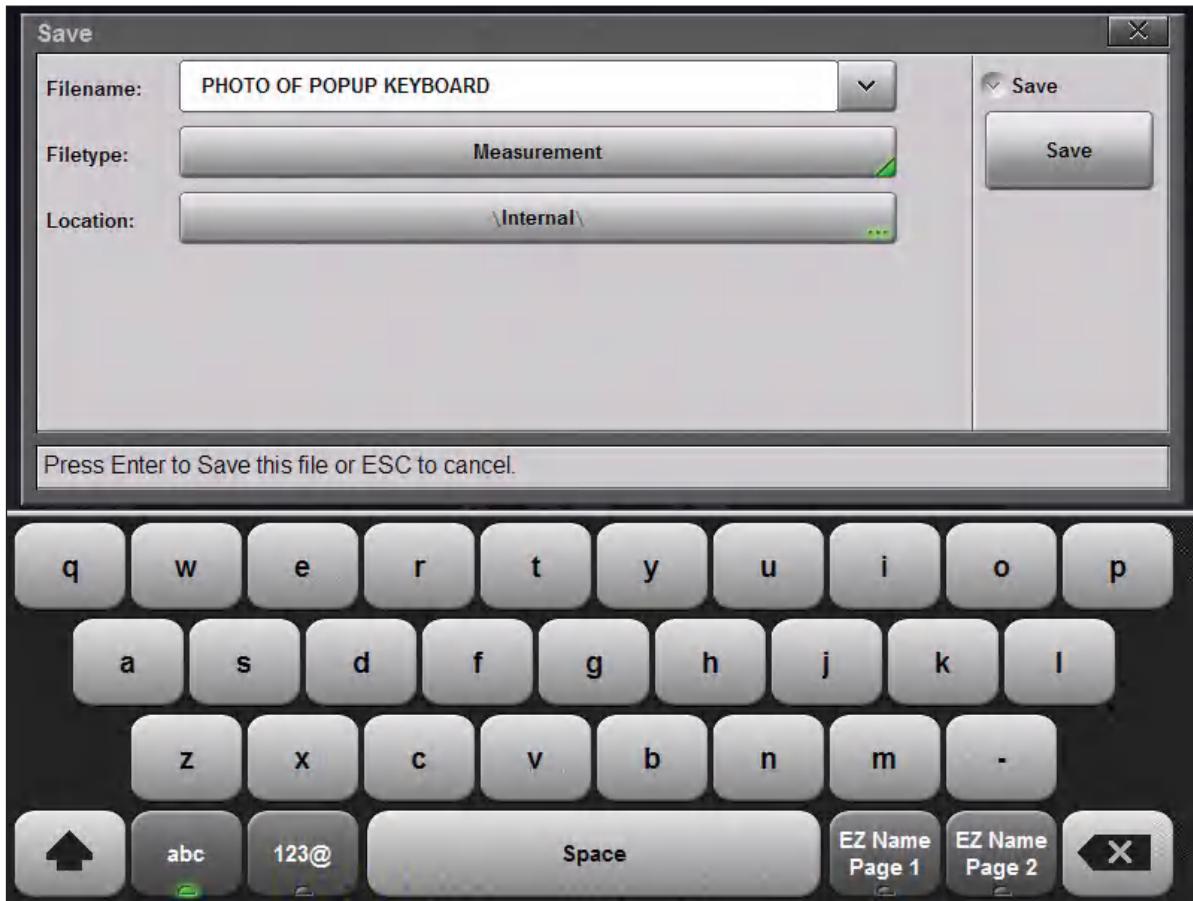 Save
Filename: PHOTO OF POPUP KEYBOARD
Save
Filetype: Measurement
Save
Location: \Internal\
Press Enter to Save this file or ESC to cancel.
q w e r t y u i o p
a s d f g h j k l
z x c v b n m -
abc 123@ Space EZ Name Page 1 EZ Name Page 2